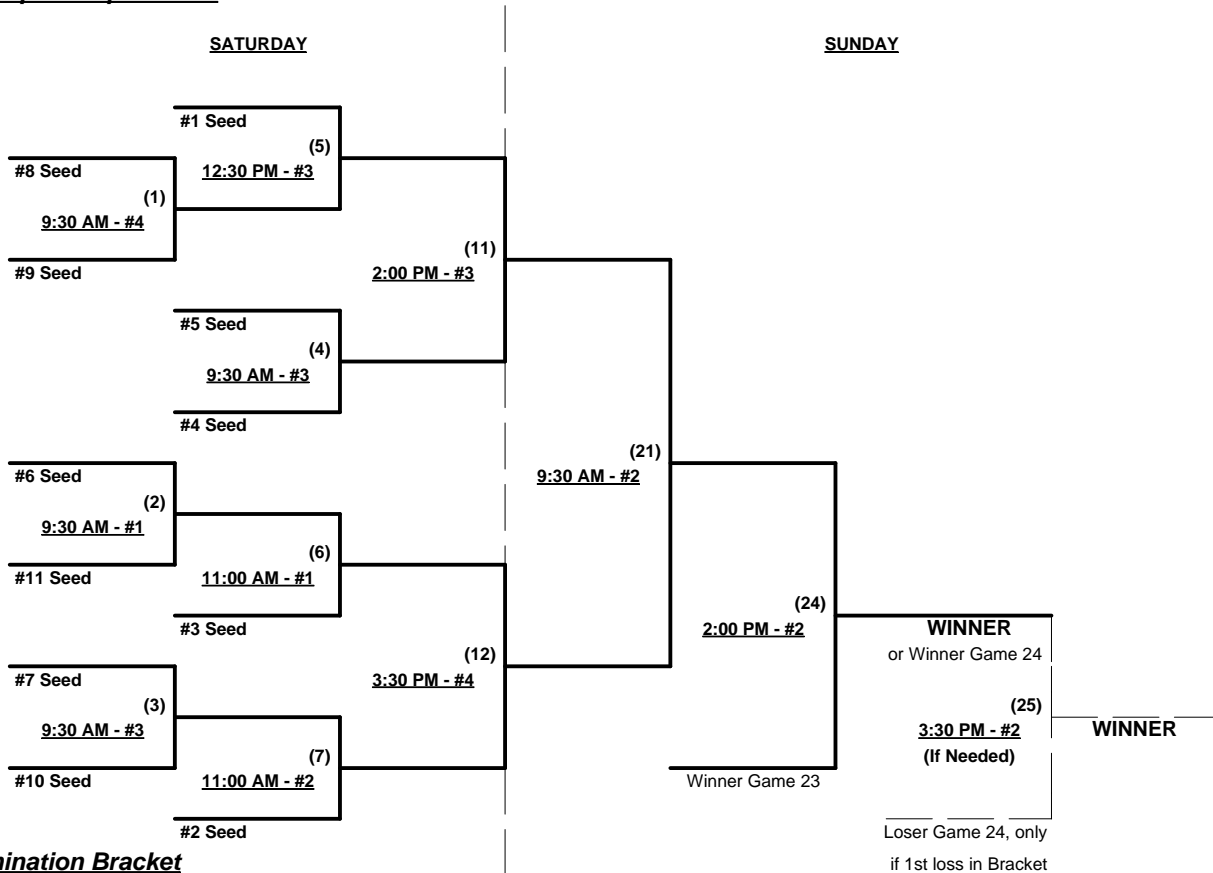 SATURDAY
SUNDAY
#1 Seed
(5)
12:30 PM - #3
#8 Seed
(1)
9:30 AM - #4
#9 Seed
(11)
2:00 PM - #3
#5 Seed
(4)
9:30 AM - #3
#4 Seed
#6 Seed
(2)
9:30 AM - #1
#11 Seed
(6)
11:00 AM - #1
#3 Seed
(21)
9:30 AM - #2
(12)
3:30 PM - #4
#7 Seed
(3)
9:30 AM - #3
#10 Seed
(7)
11:00 AM - #2
#2 Seed
(24)
2:00 PM - #2
Winner Game 23
WINNER
or Winner Game 24
(25)
3:30 PM - #2
(If Needed)
WINNER
Loser Game 24, only
if 1st loss in Bracket
Bracket